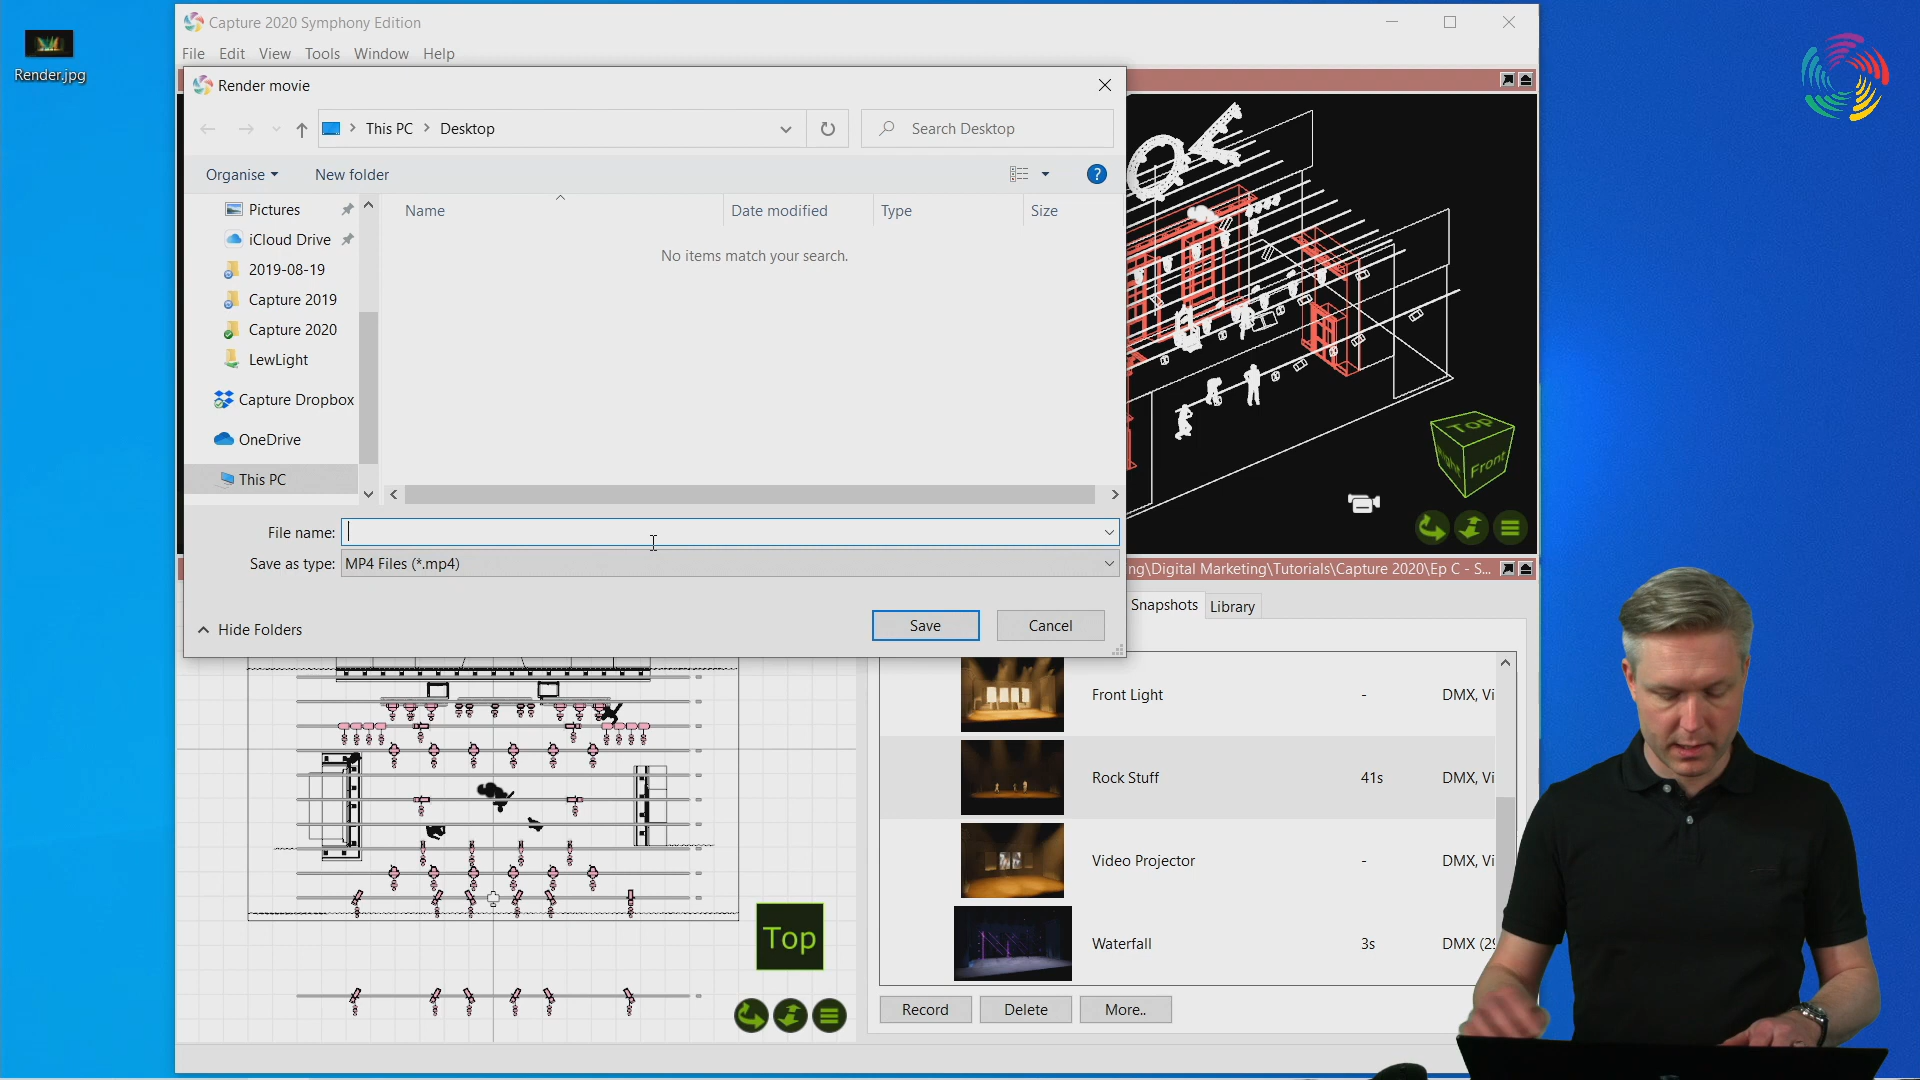 Render.jpg
Capture 2020 Symphony Edition
File Edit View Tools Window Help
Render movie
This PC Desktop
Search Desktop
Organise
New folder
?
Pictures
iCloud Drive
2019-08-19
Capture 2019
Capture 2020
LewLight
Capture Dropbox
OneDrive
This PC
Name
Date modified
Type
Size
No items match your search.
File name:
Save as type:
MP4 Files (*.mp4)
Hide Folders
Save
Cancel
Top
Front
ng\Digital Marketing\Tutorials\Capture 2020\Ep C - S...
Snapshots
Library
Front Light - DMX, Vi
Rock Stuff 41s DMX, Vi
Video Projector - DMX, Vi
Waterfall 3s DMX (29
Record
Delete
More..
Top